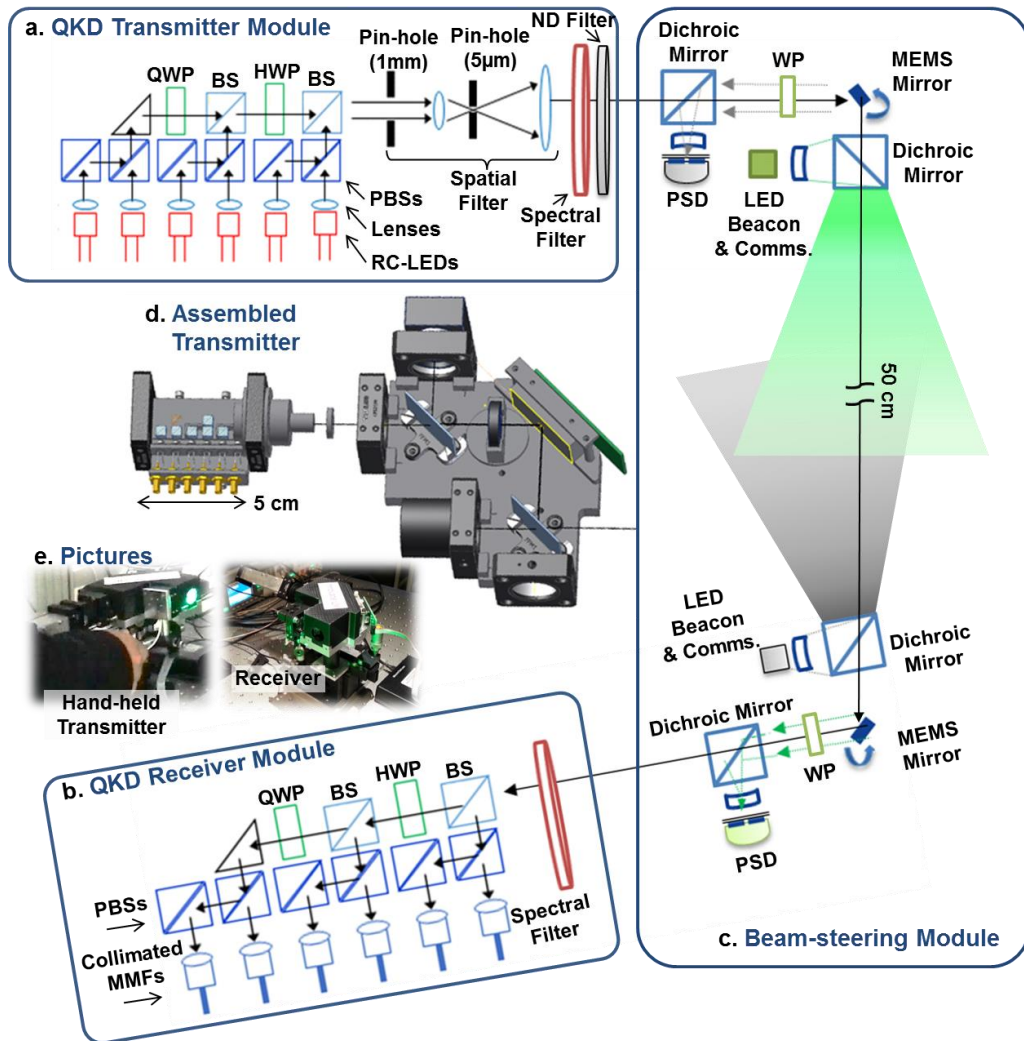 a. QKD Transmitter Module
QWP
BS
HWP
BS
Pin-hole
(1mm)
Pin-hole
(5µm)
ND Filter
Spatial
Filter
Spectral
Filter
PBSs
Lenses
RC-LEDs
Dichroic
Mirror
WP
MEMS
Mirror
PSD
LED
Beacon
& Comms.
Dichroic
Mirror
50 cm
d. Assembled
Transmitter
5 cm
e. Pictures
Hand-held
Transmitter
Receiver
LED
Beacon
& Comms.
Dichroic
Mirror
Dichroic Mirror
WP
MEMS
Mirror
PSD
c. Beam-steering Module
b. QKD Receiver Module
QWP
BS
HWP
BS
PBSs
Collimated
MMFs
Spectral
Filter